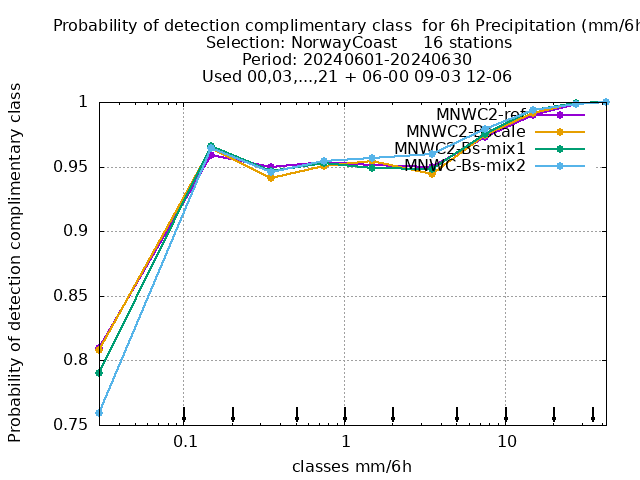 Probability of detection complimentary class  for 6h Precipitation (mm/6h
Selection: NorwayCoast     16 stations
Period: 20240601-20240630
Used 00,03,...,21 + 06-00 09-03 12-06
Probability of detection complimentary class
1
0.95
0.9
0.85
0.8
0.75
MNWC2-ref
MNWC2-Bs-mix1
MNWC-Bs-mix2
0.1
1
10
classes mm/6h